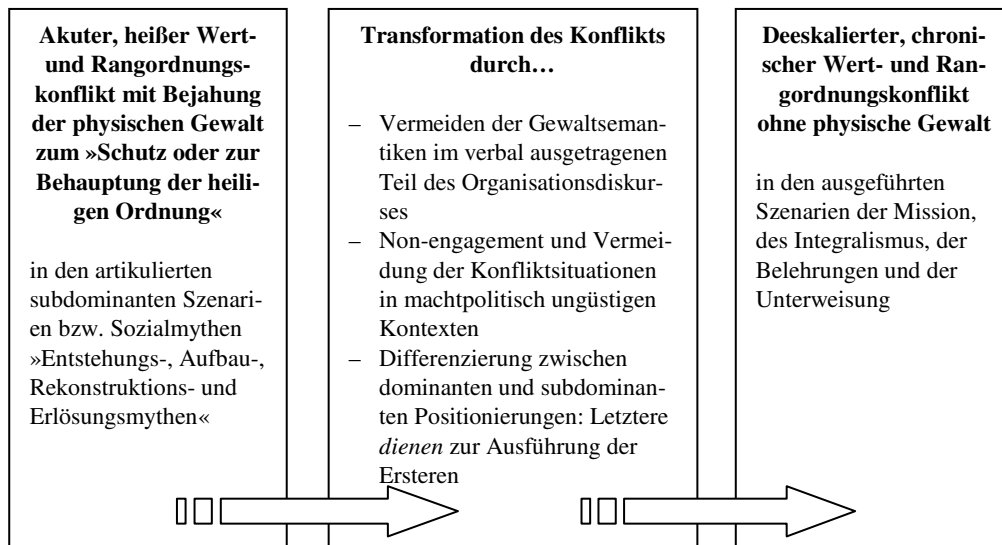 Akuter, heißer Wert-
und Rangordnungs-
konflikt mit Bejahung
der physischen Gewalt
zum »Schutz oder zur
Behauptung der heili-
gen Ordnung«
in den artikulierten
subdominanten Szenari-
en bzw. Sozialmythen
»Entstehungs-, Aufbau-,
Rekonstruktions- und
Erlösungsmythen«
Transformation des Konflikts
durch…
– Vermeiden der Gewaltseman-
tiken im verbal ausgetragenen
Teil des Organisationsdiskur-
ses
– Non-engagement und Vermei-
dung der Konfliktsituationen
in machtpolitisch ungüstigen
Kontexten
– Differenzierung zwischen
dominanten und subdominan-
ten Positionierungen: Letztere
dienen zur Ausführung der
Ersteren
Deeskalierter, chroni-
scher Wert- und Ran-
gordnungskonflikt
ohne physische Gewalt
in den ausgeführten
Szenarien der Mission,
des Integralismus, der
Belehrungen und der
Unterweisung